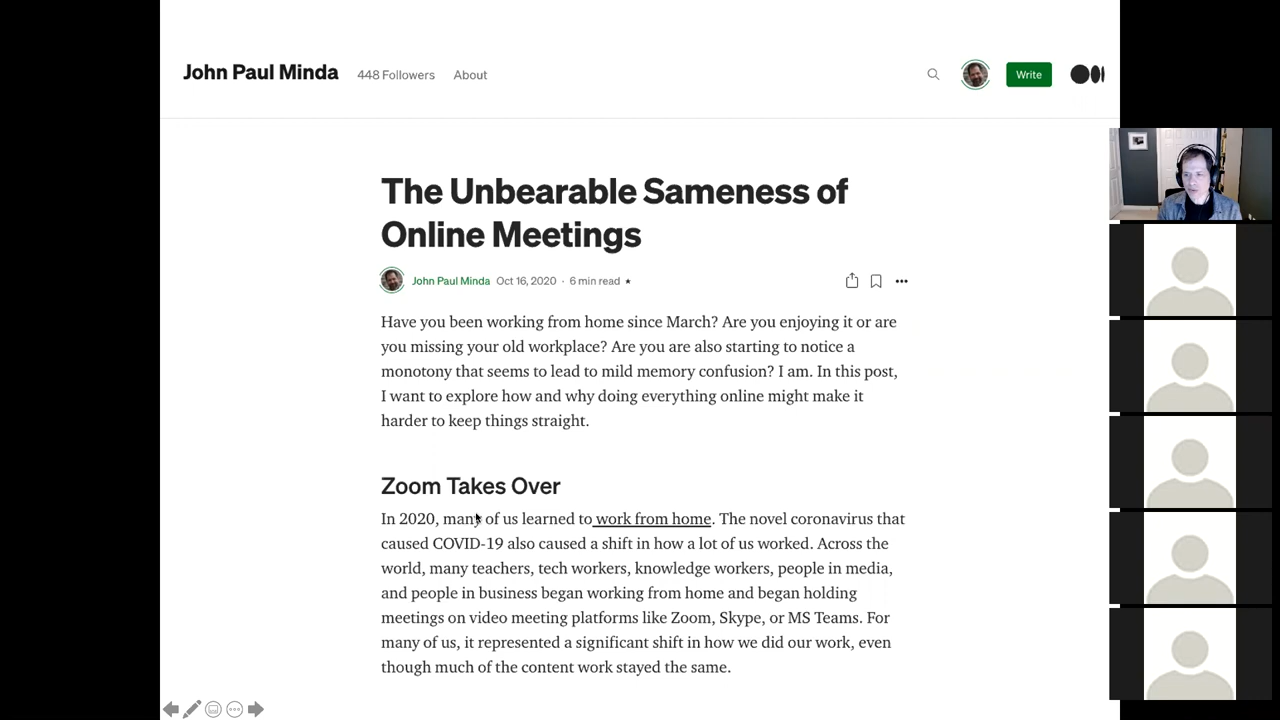 John Paul Minda 448 Followers About Write
The Unbearable Sameness of
Online Meetings
John Paul Minda Oct 16, 2020 · 6 min read ★
Have you been working from home since March? Are you enjoying it or are
you missing your old workplace? Are you are also starting to notice a
monotony that seems to lead to mild memory confusion? I am. In this post,
I want to explore how and why doing everything online might make it
harder to keep things straight.
Zoom Takes Over
In 2020, many of us learned to work from home. The novel coronavirus that
caused COVID-19 also caused a shift in how a lot of us worked. Across the
world, many teachers, tech workers, knowledge workers, people in media,
and people in business began working from home and began holding
meetings on video meeting platforms like Zoom, Skype, or MS Teams. For
many of us, it represented a significant shift in how we did our work, even
though much of the content work stayed the same.